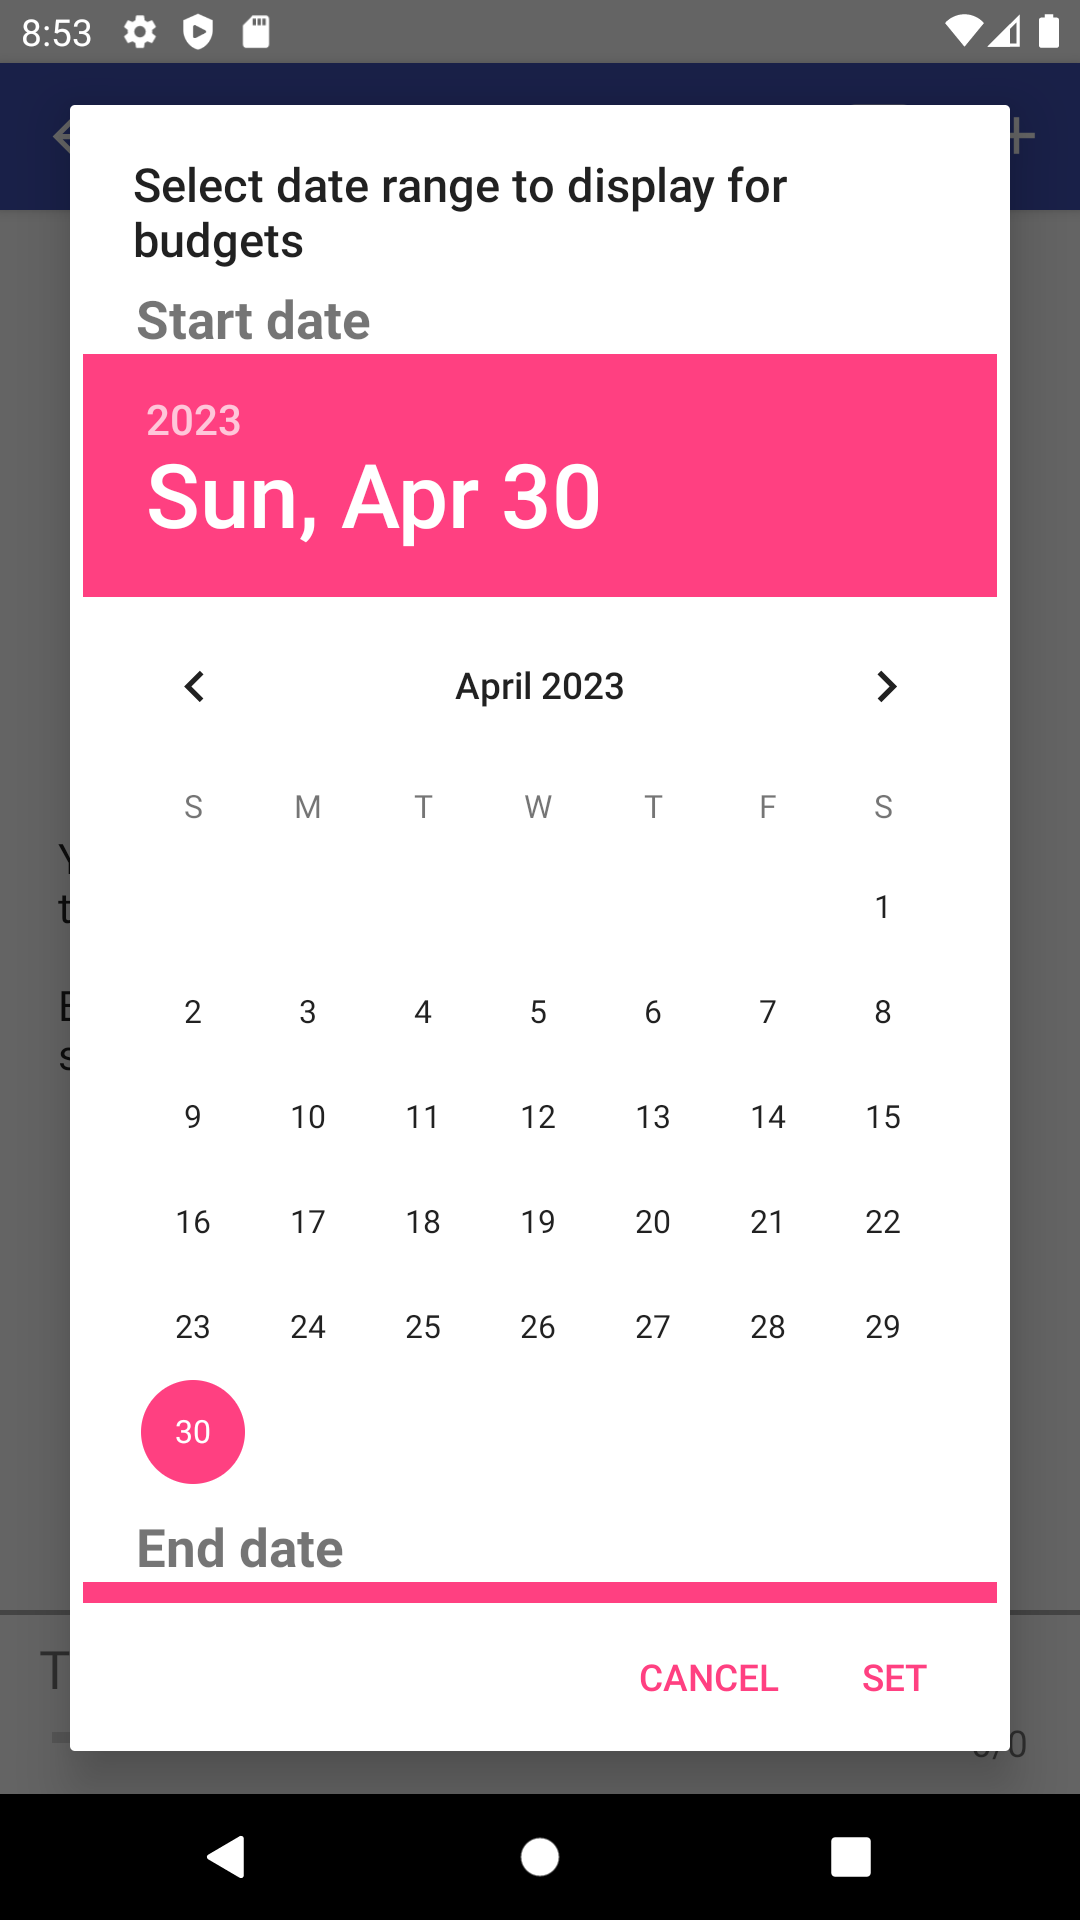 8:53
Select date range to display for
budgets
Start date
2023
Sun, Apr 30
April 2023
S M T W T F S
1
2 3 4 5 6 7 8
9 10 11 12 13 14 15
16 17 18 19 20 21 22
23 24 25 26 27 28 29
30
End date
CANCEL SET